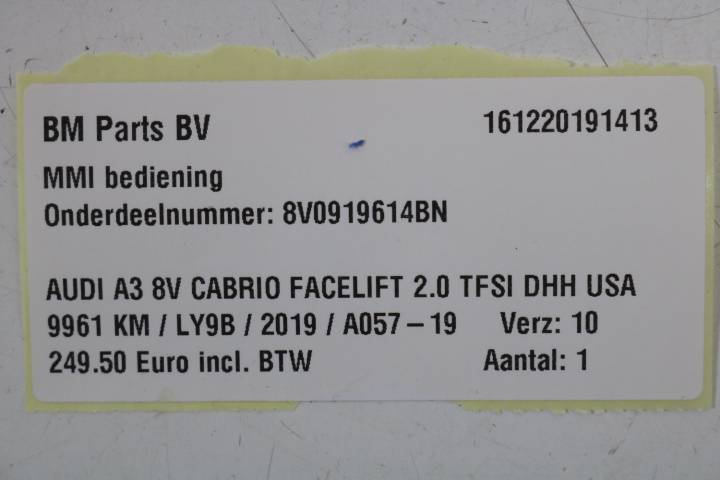 BM Parts BV 161220191413
MMI bediening
Onderdeelnummer: 8V0919614BN
AUDI A3 8V CABRIO FACELIFT 2.0 TFSI DHH USA
9961 KM / LY9B / 2019 / A057-19 Verz: 10
249.50 Euro incl. BTW Aantal: 1